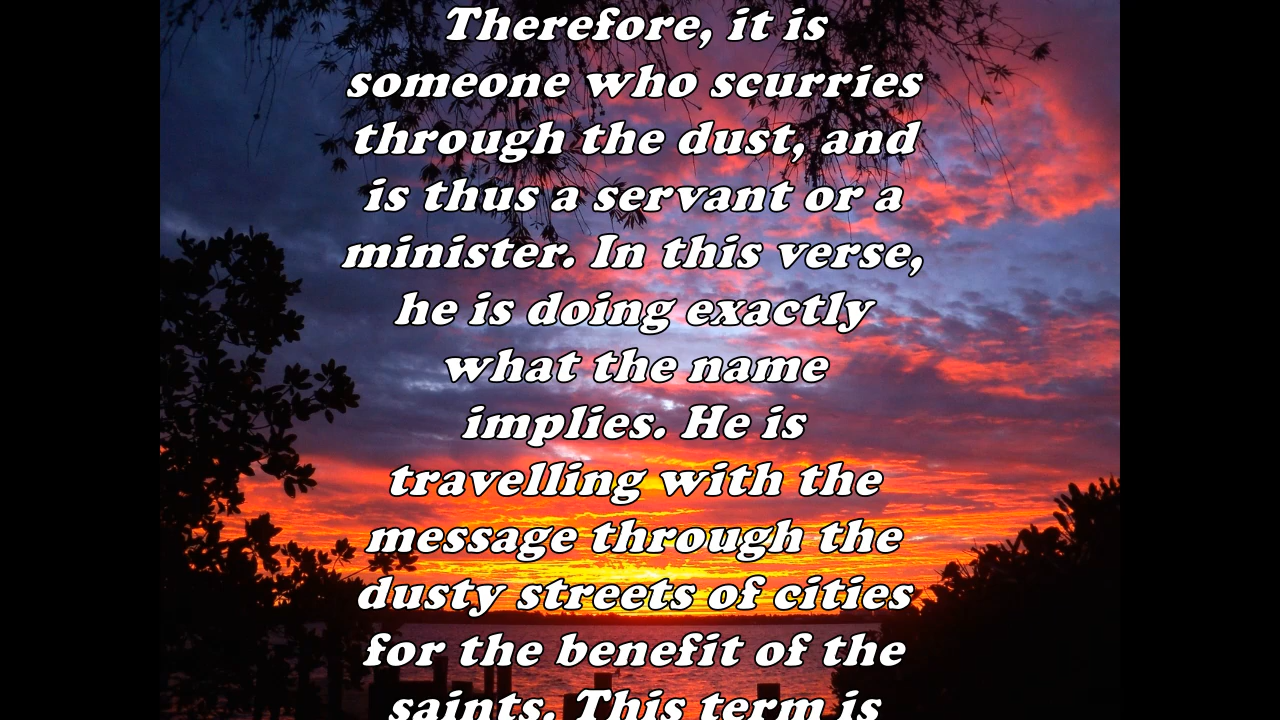 Therefore, it is
someone who scurries
through the dust, and
is thus a servant or a
minister. In this verse,
he is doing exactly
what the name
implies. He is
travelling with the
message through the
dusty streets of cities
for the benefit of the
saints. This term is